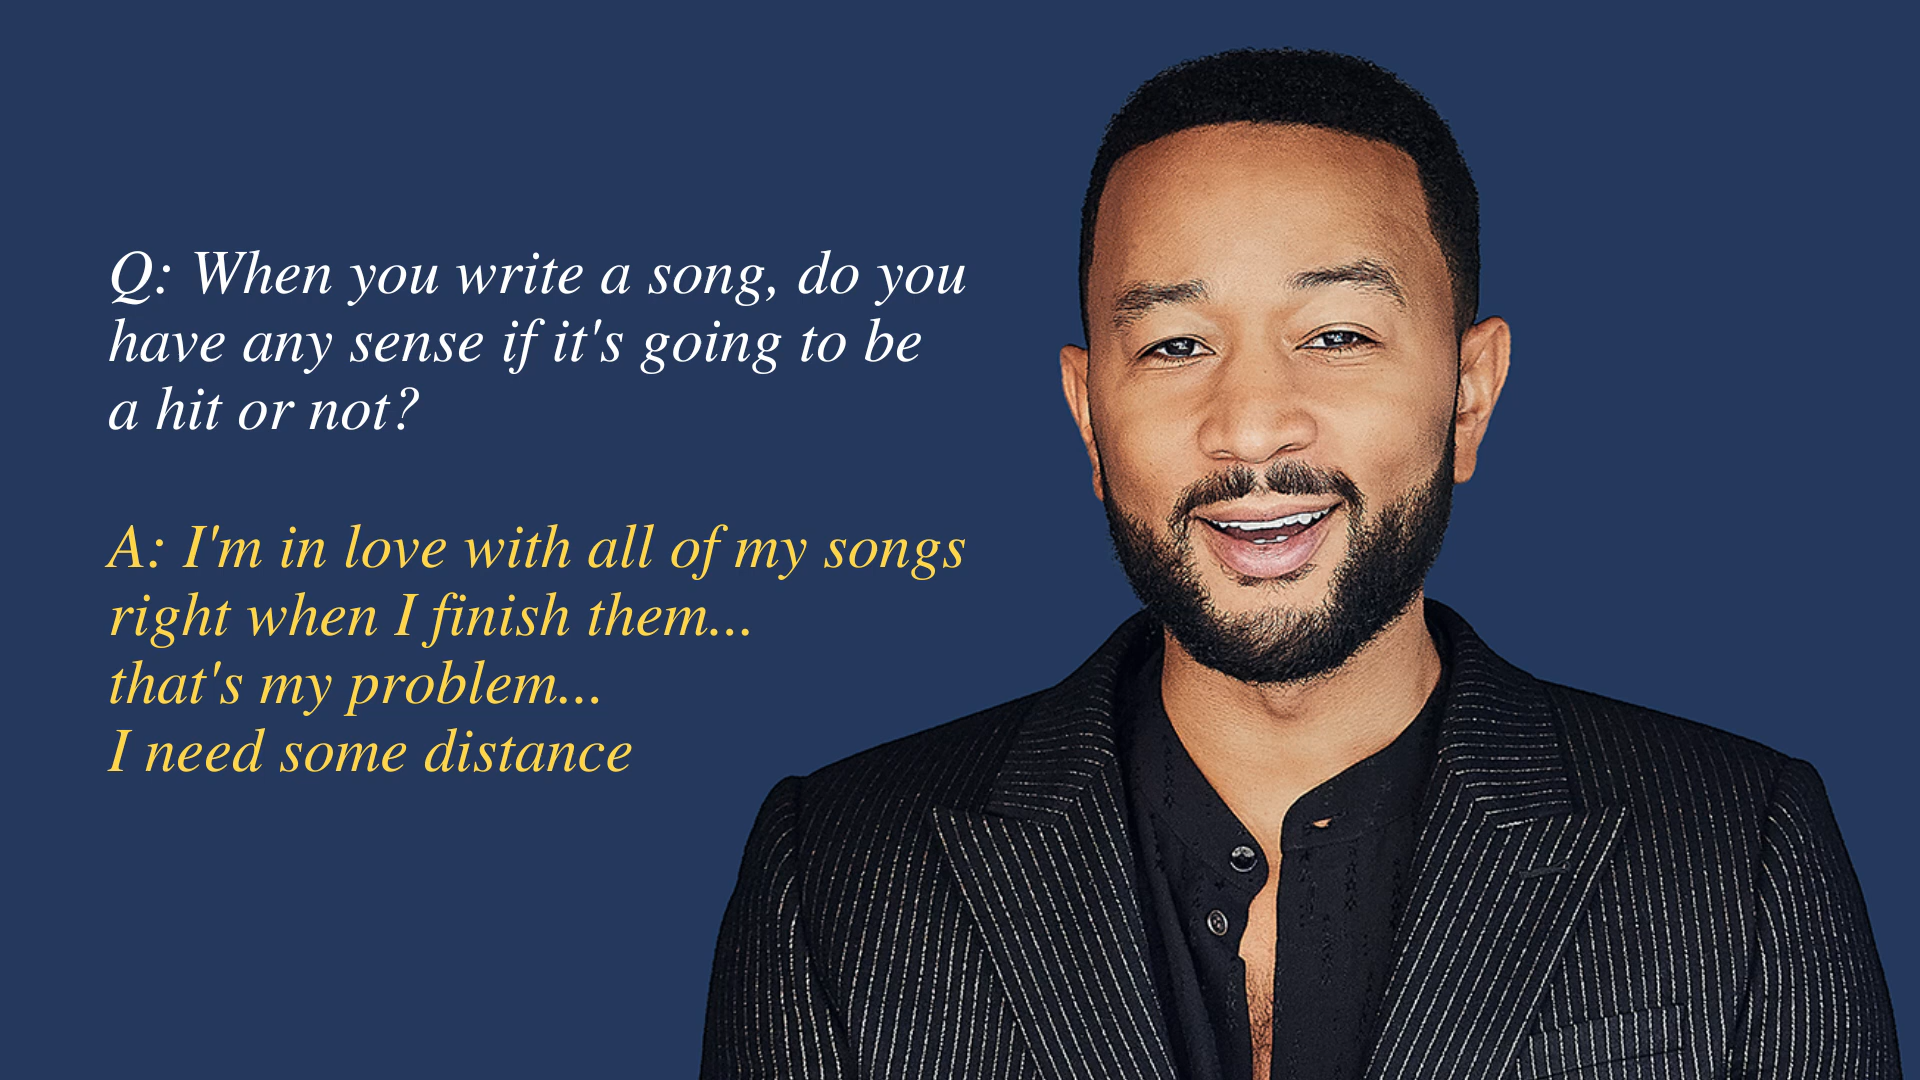 Q: When you write a song, do you
have any sense if it's going to be
a hit or not?
A: I'm in love with all of my songs
right when I finish them...
that's my problem...
I need some distance